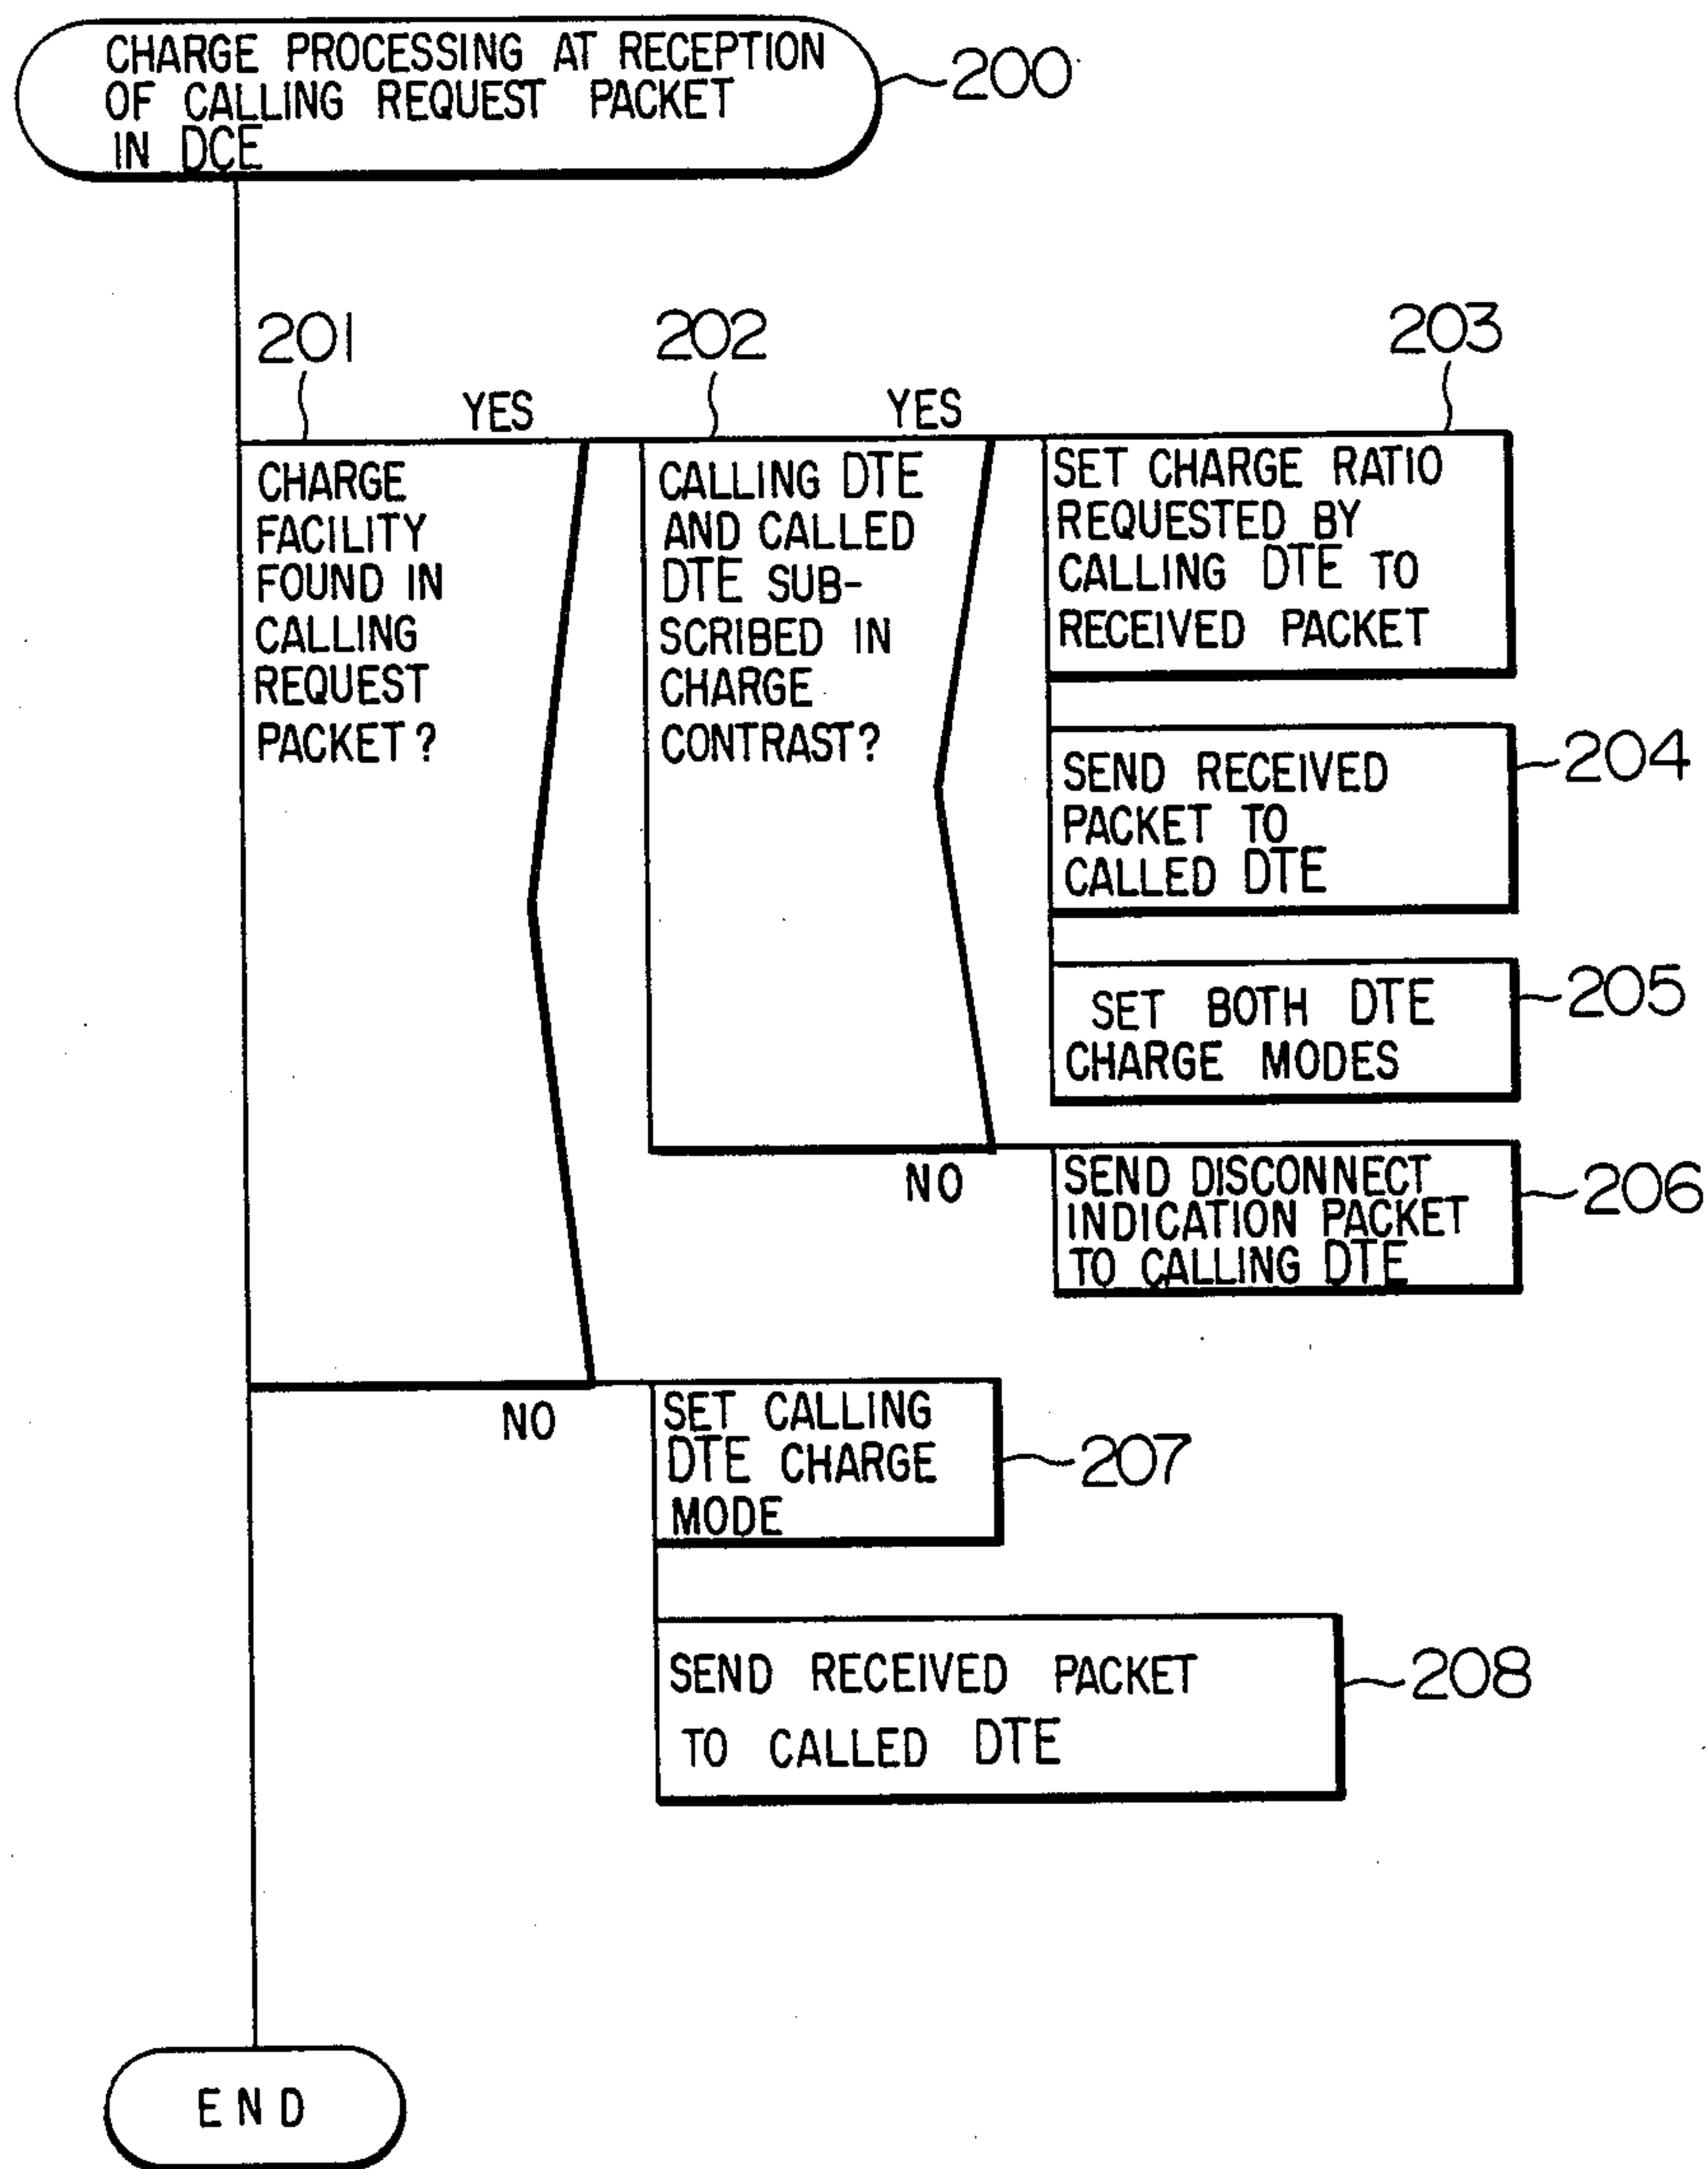 CHARGE PROCESSING AT RECEPTION
OF CALLING REQUEST PACKET
IN DCE
200
201
202
203
YES
YES
CHARGE
FACILITY
FOUND IN
CALLING
REQUEST
PACKET?
CALLING DTE
AND CALLED
DTE SUB-
SCRIBED IN
CHARGE
CONTRAST?
SET CHARGE RATIO
REQUESTED BY
CALLING DTE TO
RECEIVED PACKET
SEND RECEIVED
PACKET TO
CALLED DTE
204
SET BOTH DTE
CHARGE MODES
205
NO
SEND DISCONNECT
INDICATION PACKET
TO CALLING DTE
206
NO
SET CALLING
DTE CHARGE
MODE
207
SEND RECEIVED PACKET
TO CALLED DTE
208
END